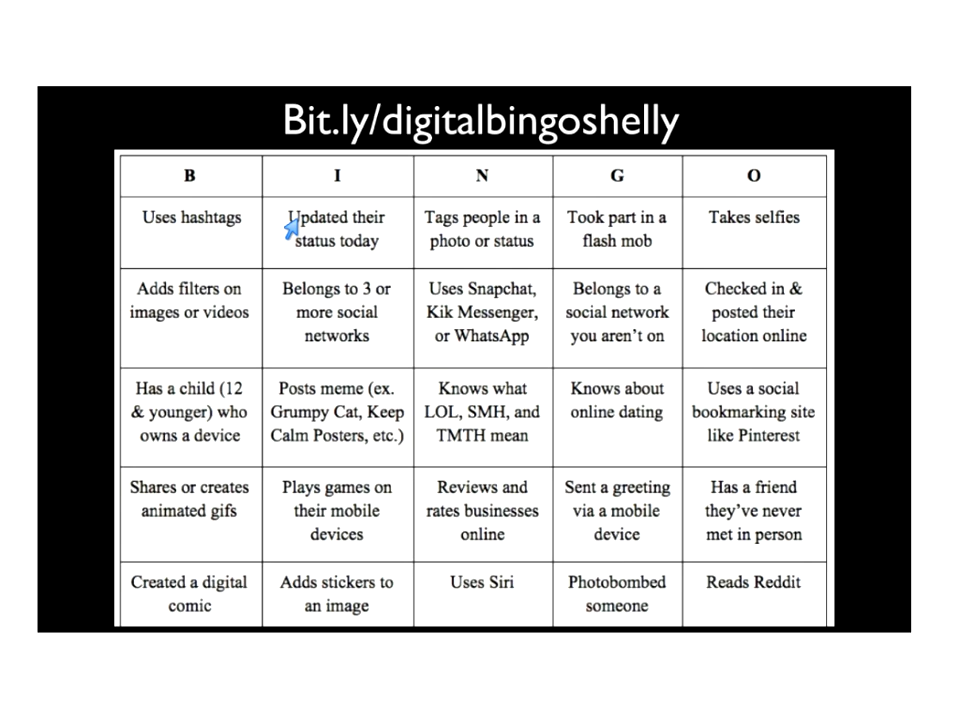 Bit.ly/digitalbingoshelly
B I N G O
Uses hashtags
Updated their
status today
Tags people in a
photo or status
Took part in a
flash mob
Takes selfies
Adds filters on
images or videos
Belongs to 3 or
more social
networks
Uses Snapchat,
Kik Messenger,
or WhatsApp
Belongs to a
social network
you aren't on
Checked in &
posted their
location online
Has a child (12
& younger) who
owns a device
Posts meme (ex.
Grumpy Cat, Keep
Calm Posters, etc.)
Knows what
LOL, SMH, and
TMTH mean
Knows about
online dating
Uses a social
bookmarking site
like Pinterest
Shares or creates
animated gifs
Plays games on
their mobile
devices
Reviews and
rates businesses
online
Sent a greeting
via a mobile
device
Has a friend
they've never
met in person
Created a digital
comic
Adds stickers to
an image
Uses Siri
Photobombed
someone
Reads Reddit